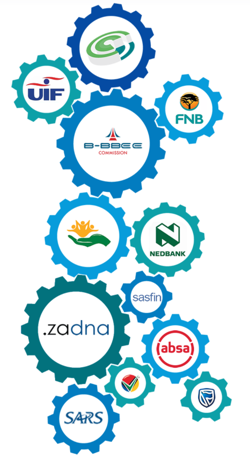 UIF
FNB
B-BBEE
COMMISSION
NEDBANK
sasfin
.zadna
(absa)
SARS